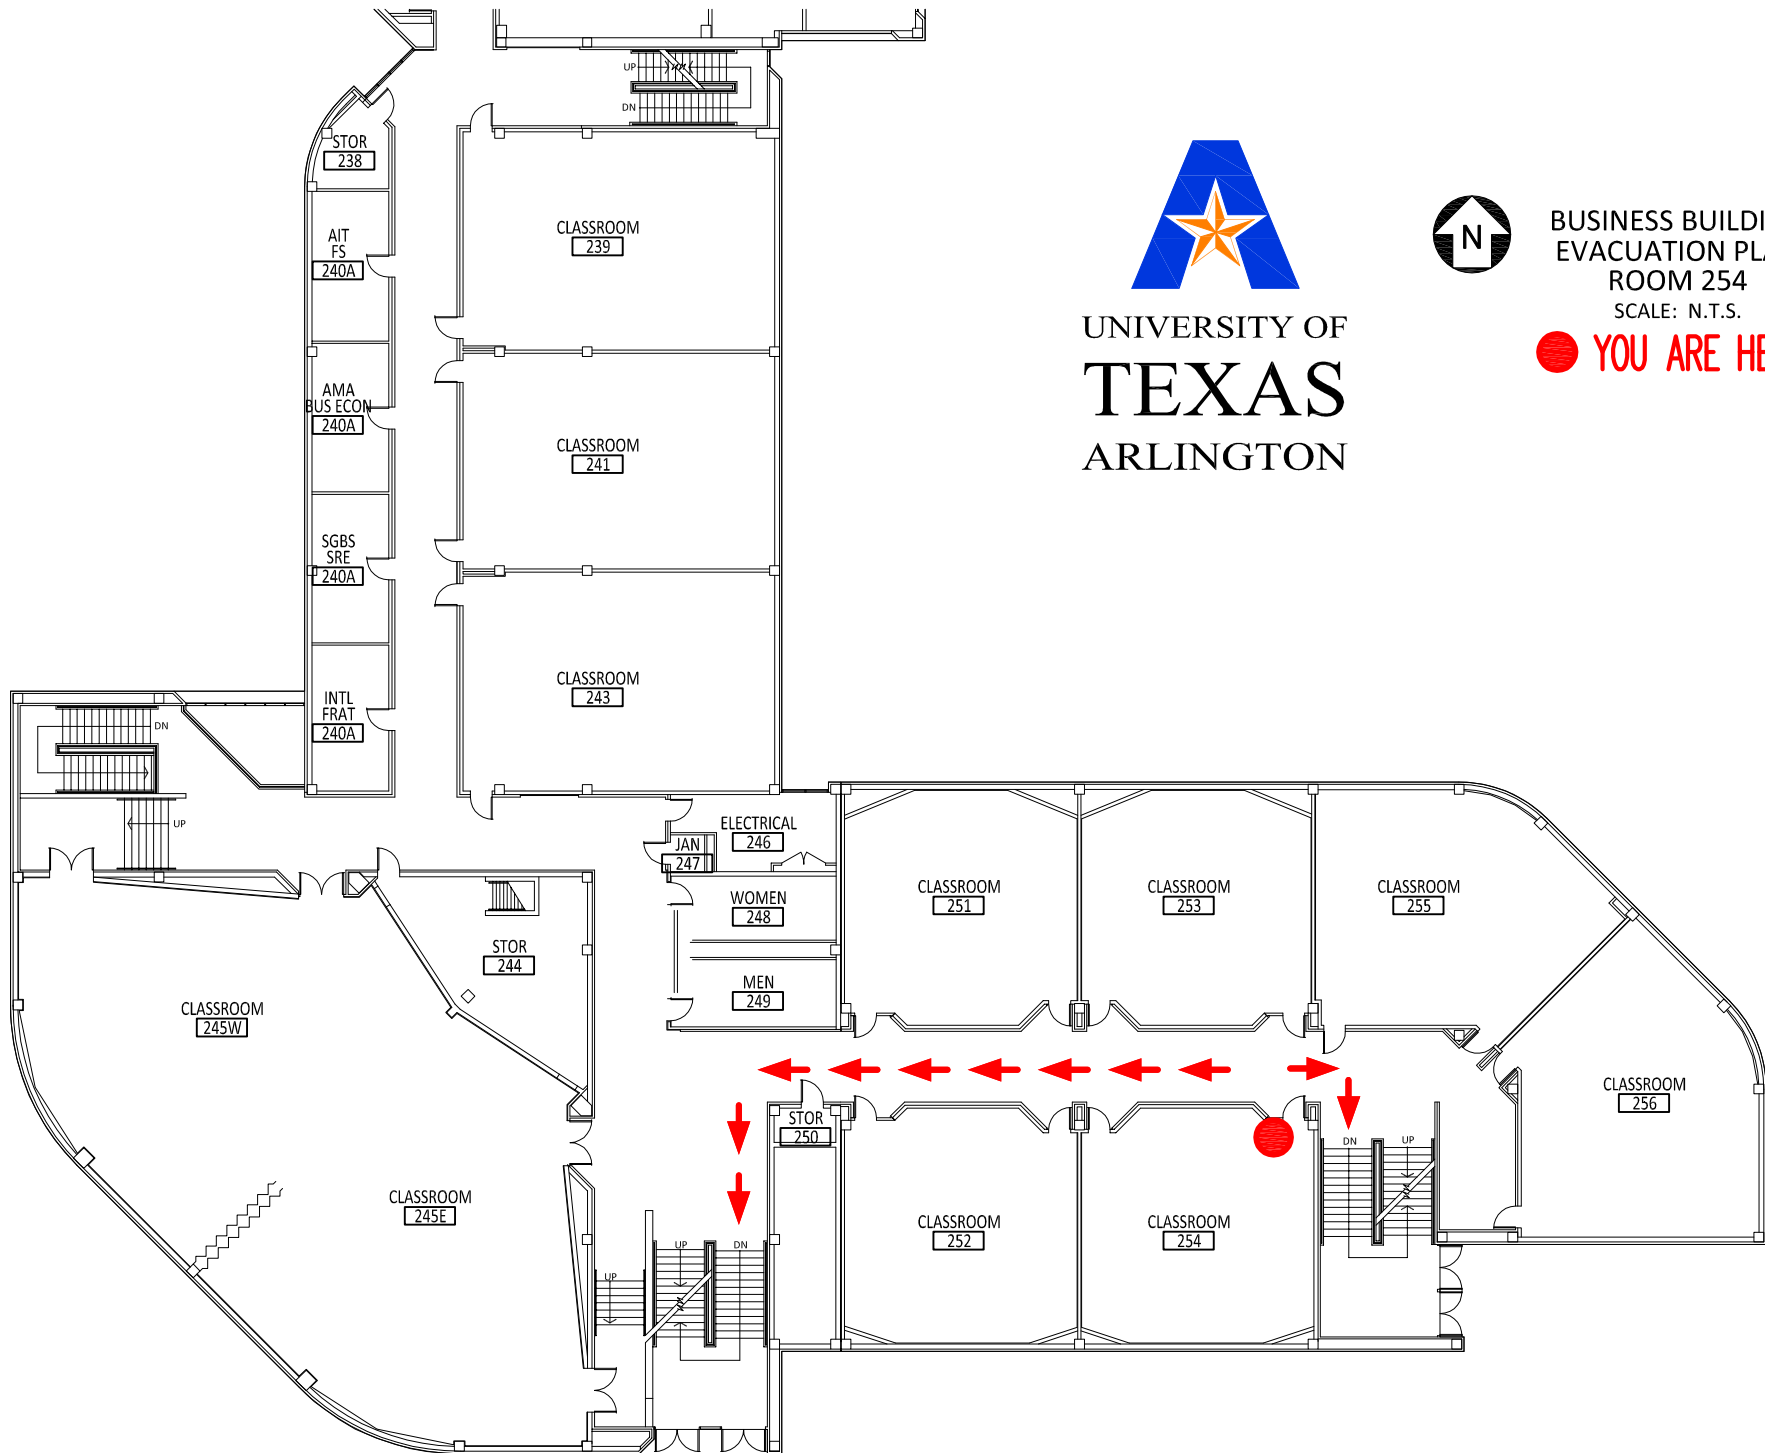 UP
DN
STOR
238
CLASSROOM
239
AIT
FS
240A
UNIVERSITY OF
TEXAS
ARLINGTON
N
BUSINESS BUILDI
EVACUATION PLA
ROOM 254
SCALE: N.T.S.
YOU ARE HE
AMA
BUS ECON
240A
CLASSROOM
241
SGBS
SRE
240A
CLASSROOM
243
INTL
FRAT
240A
DN
UP
ELECTRICAL
246
JAN
247
WOMEN
248
MEN
249
STOR
244
CLASSROOM
245W
CLASSROOM
245E
CLASSROOM
251
CLASSROOM
253
CLASSROOM
255
CLASSROOM
256
STOR
250
CLASSROOM
252
CLASSROOM
254
DN
UP
UP
UP
DN